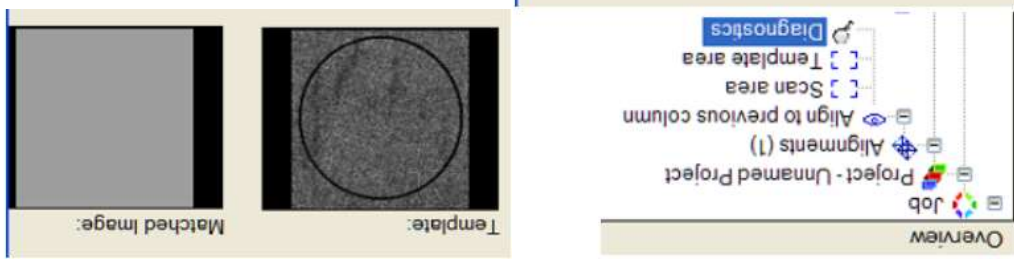 Overview
Job
Project - Unnamed Project
Alignments (1)
Align to previous column
Scan area
Template area
Diagnostics
Template:
Matched Image: